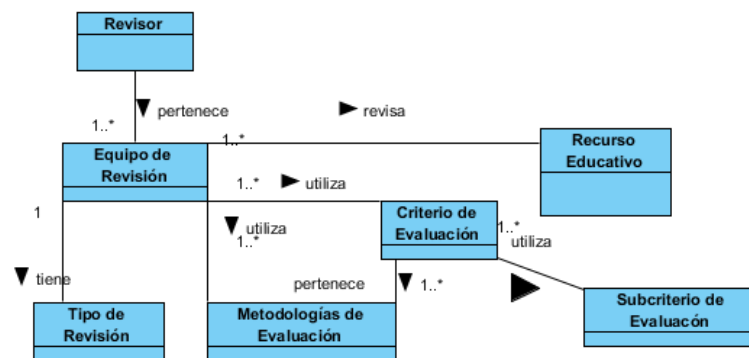 Revisor
pertenece
revisa
1..*
1..*
Equipo de
Revisión
Recurso
Educativo
1..*
utiliza
1
Criterio de
Evaluación
1..*
utiliza
utiliza
1..*
tiene
pertenece
1..*
Tipo de
Revisión
Metodologías de
Evaluación
Subcriterio de
Evaluacón